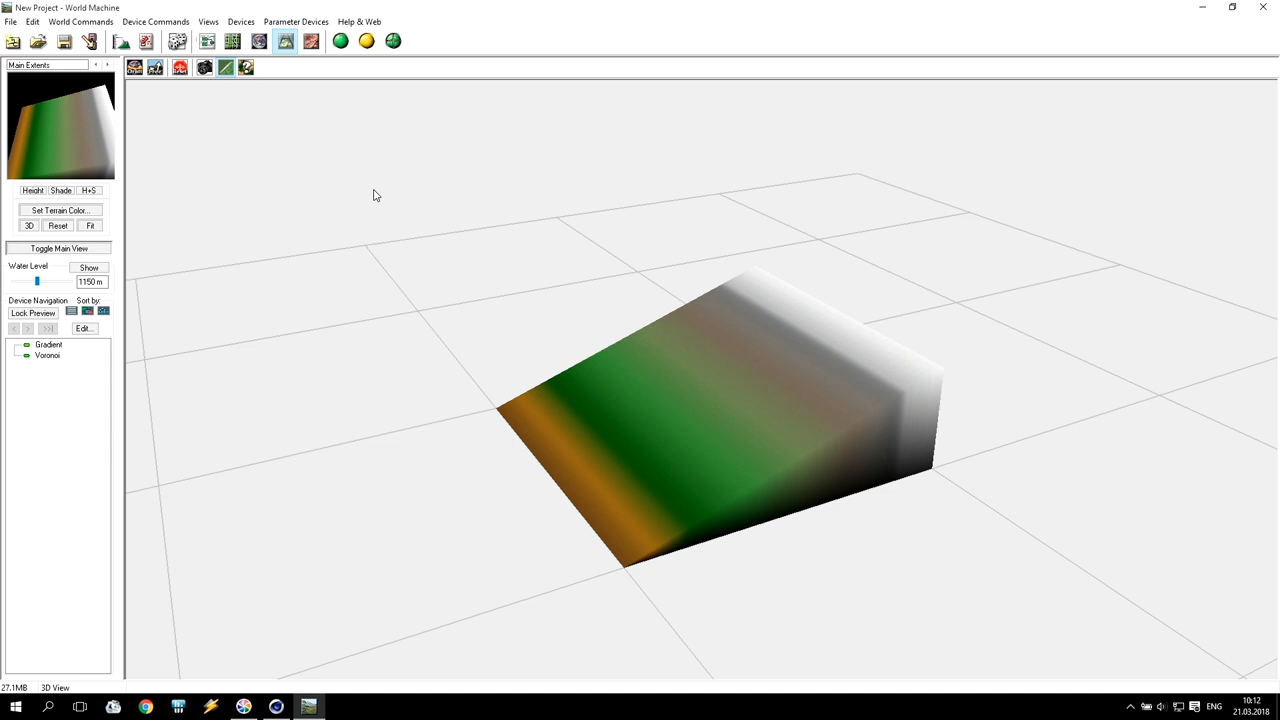 New Project - World Machine
File Edit World Commands Device Commands Views Devices Parameter Devices Help & Web
Main Extents
Height Shade H+S
Set Terrain Color...
3D Reset Fit
Toggle Main View
Water Level Show
1150 m
Device Navigation Sort by:
Lock Preview
Edit...
Gradient
Voronoi
27.1MB 3D View
ENG
10:12
21.03.2018